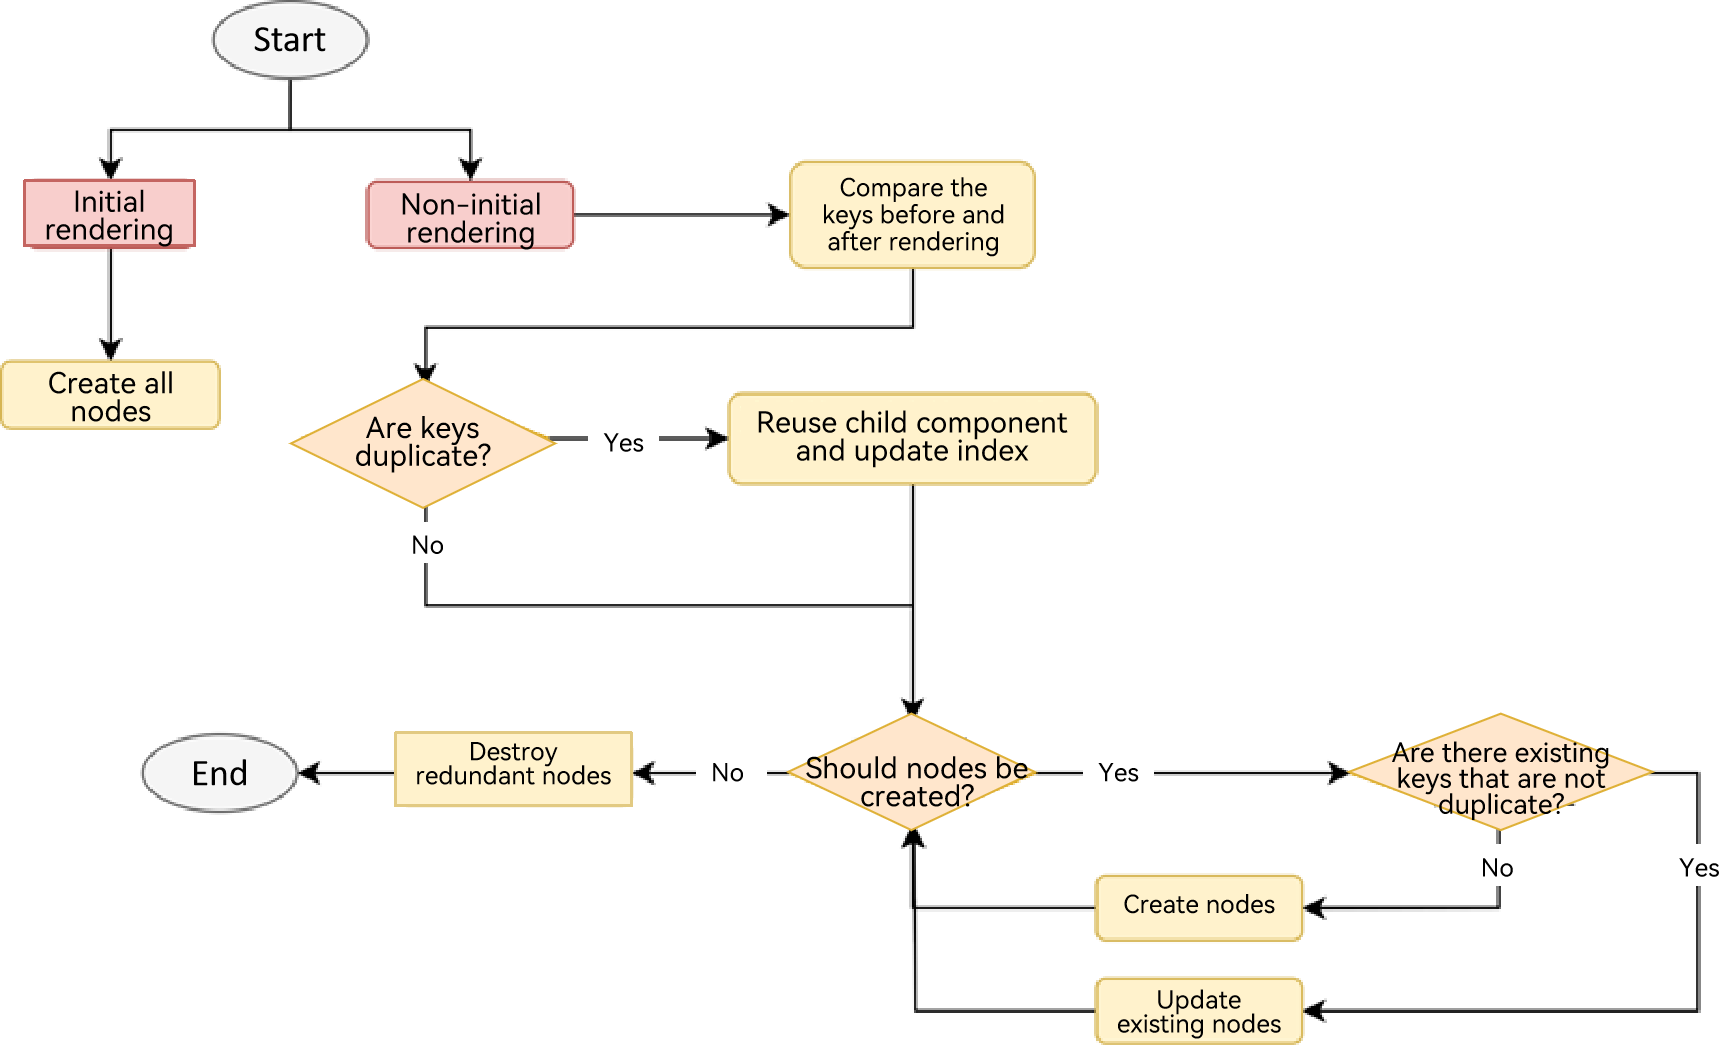 Start
Initial
rendering
Non-initial
rendering
Compare the
keys before and
after rendering
Create all
nodes
Are keys
duplicate?
Yes
Reuse child component
and update index
No
End
Destroy
redundant nodes
No
Should nodes be
created?
Yes
Are there existing
keys that are not
duplicate?-
No
Yes
Create nodes
Update
existing nodes